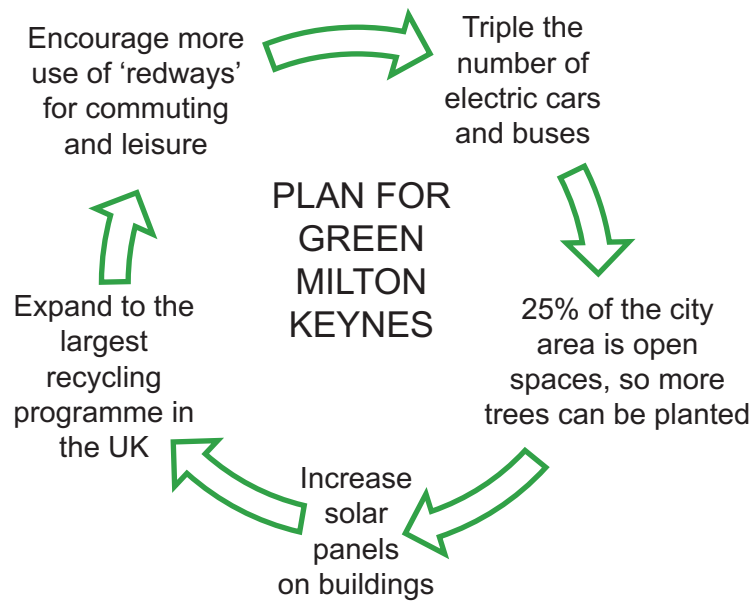 Encourage more
use of ‘redways’
for commuting
and leisure
Triple the
number of
electric cars
and buses
PLAN FOR
GREEN
MILTON
KEYNES
25% of the city
area is open
spaces, so more
trees can be planted
Increase
solar
panels
on buildings
Expand to the
largest
recycling
programme in
the UK